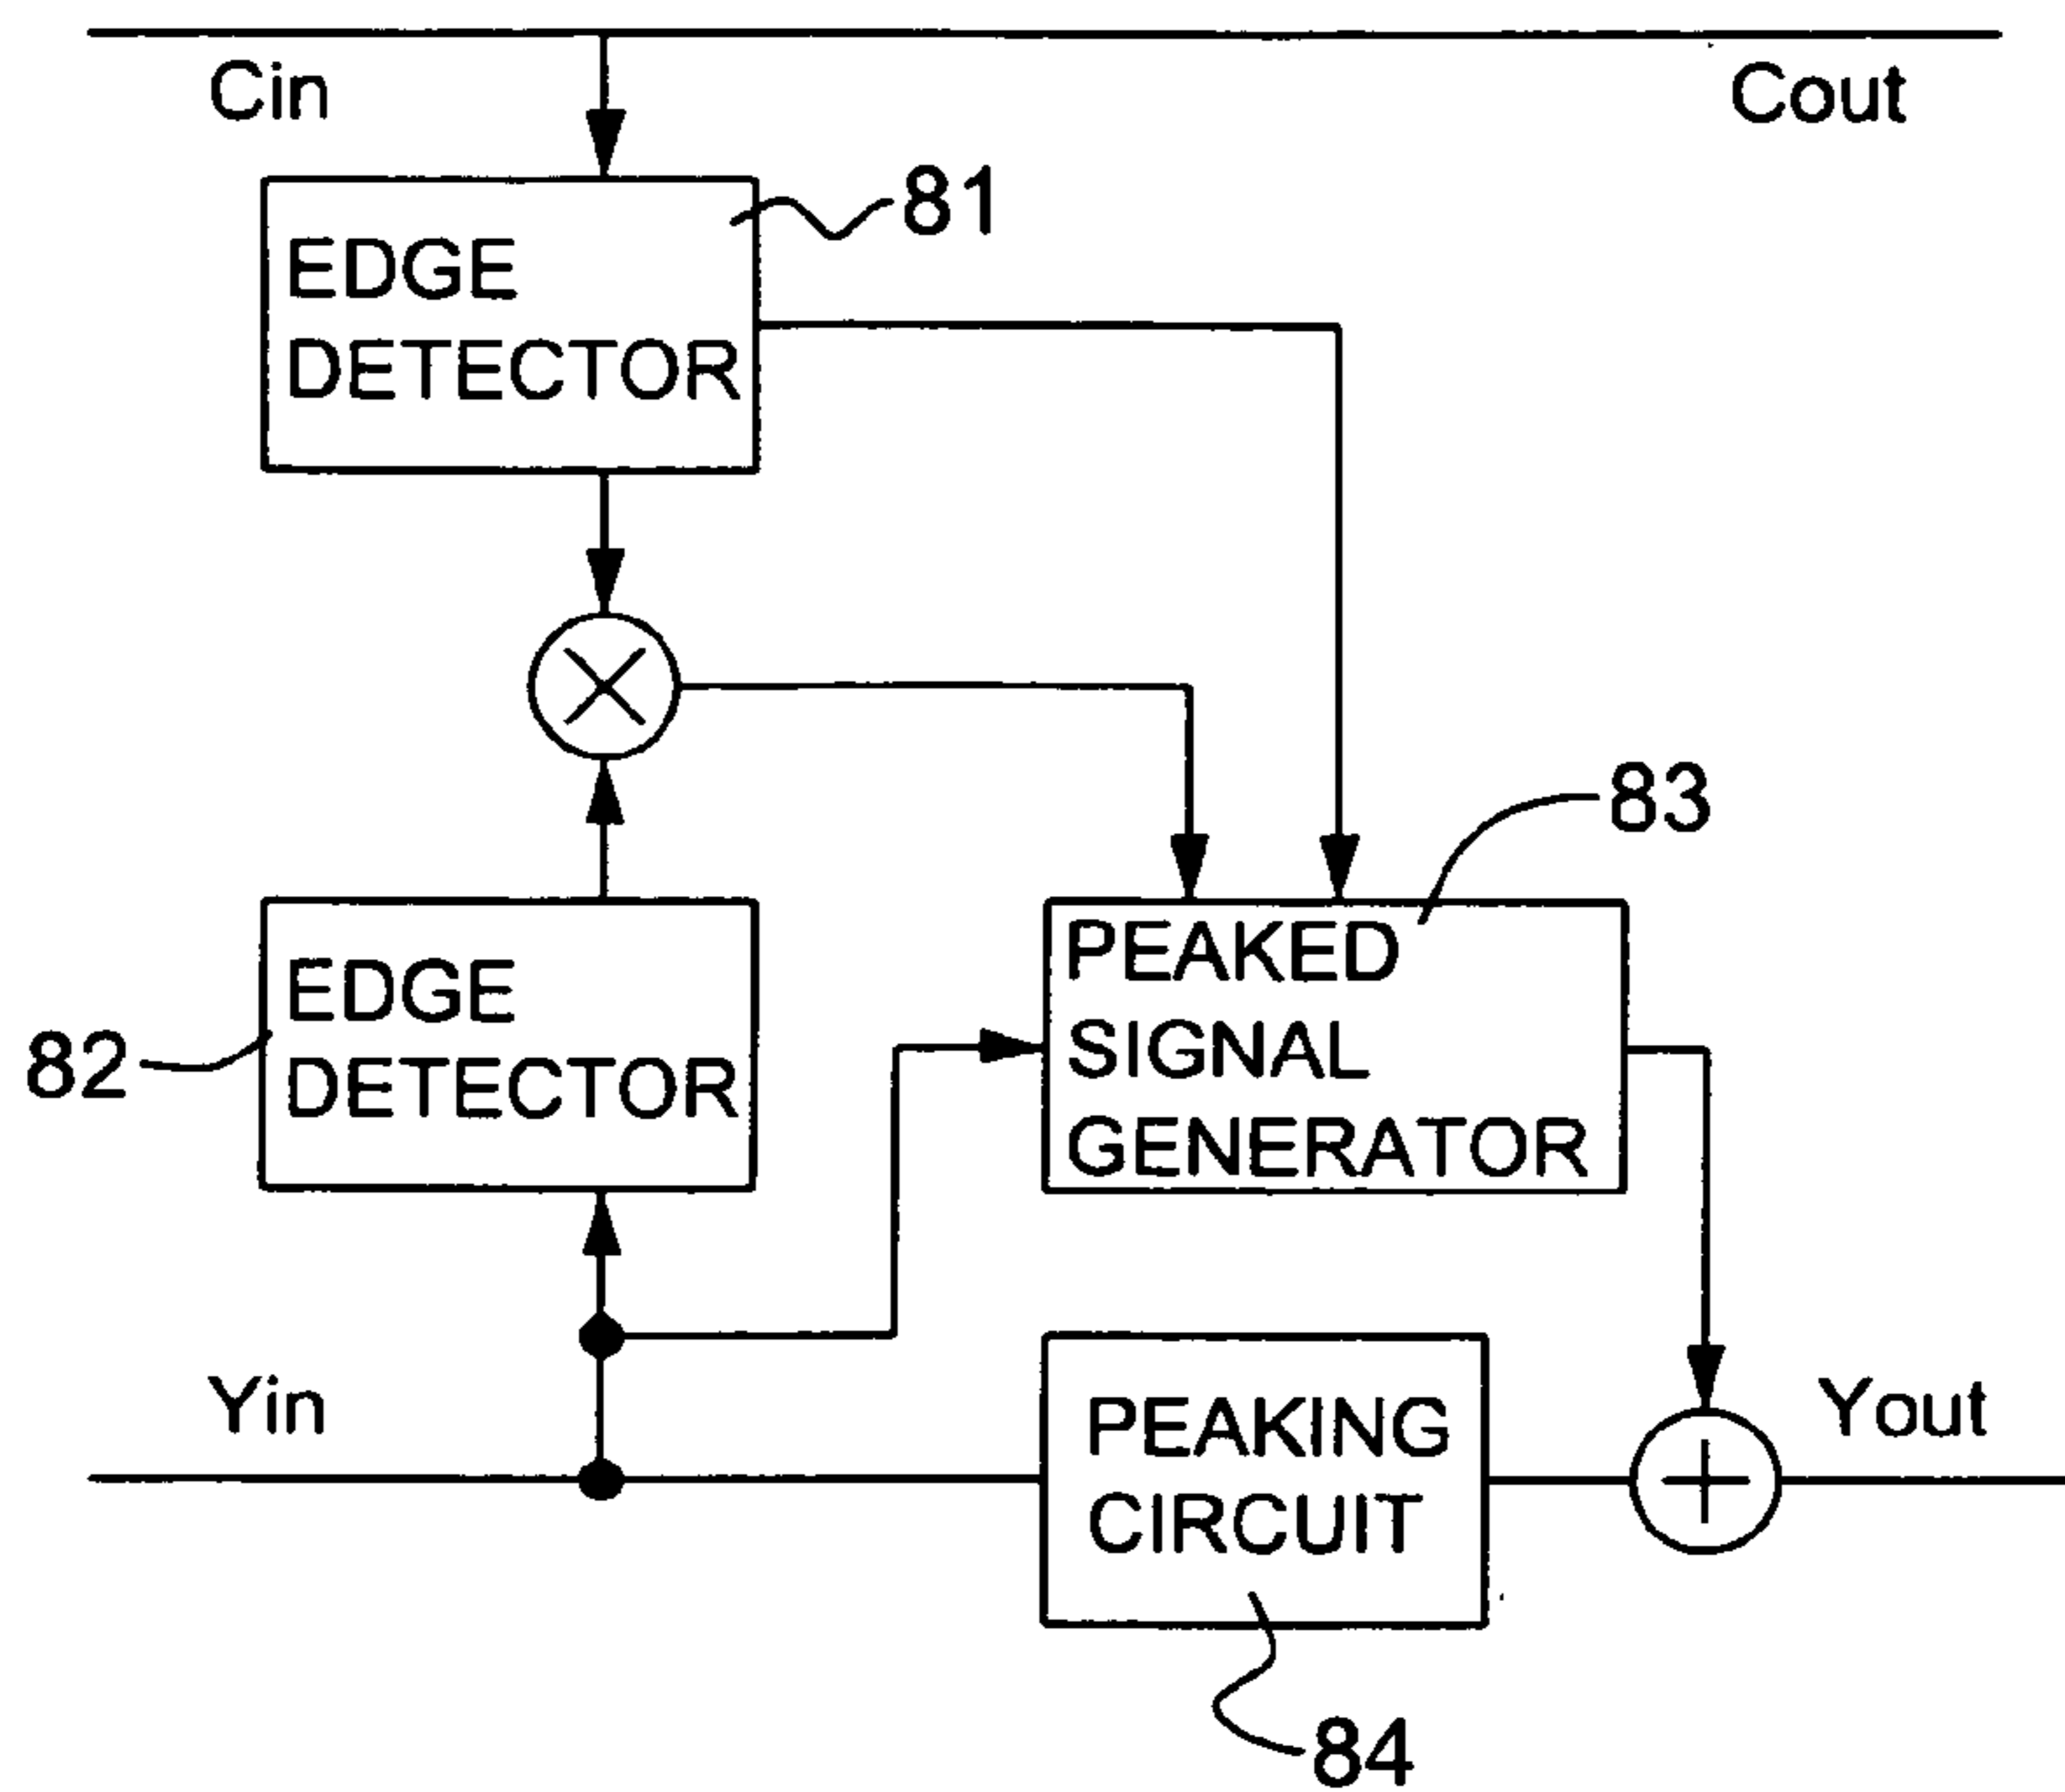 Cin
Cout
81
EDGE
DETECTOR
83
82
EDGE
DETECTOR
PEAKED
SIGNAL
GENERATOR
Yin
PEAKING
CIRCUIT
Yout
84